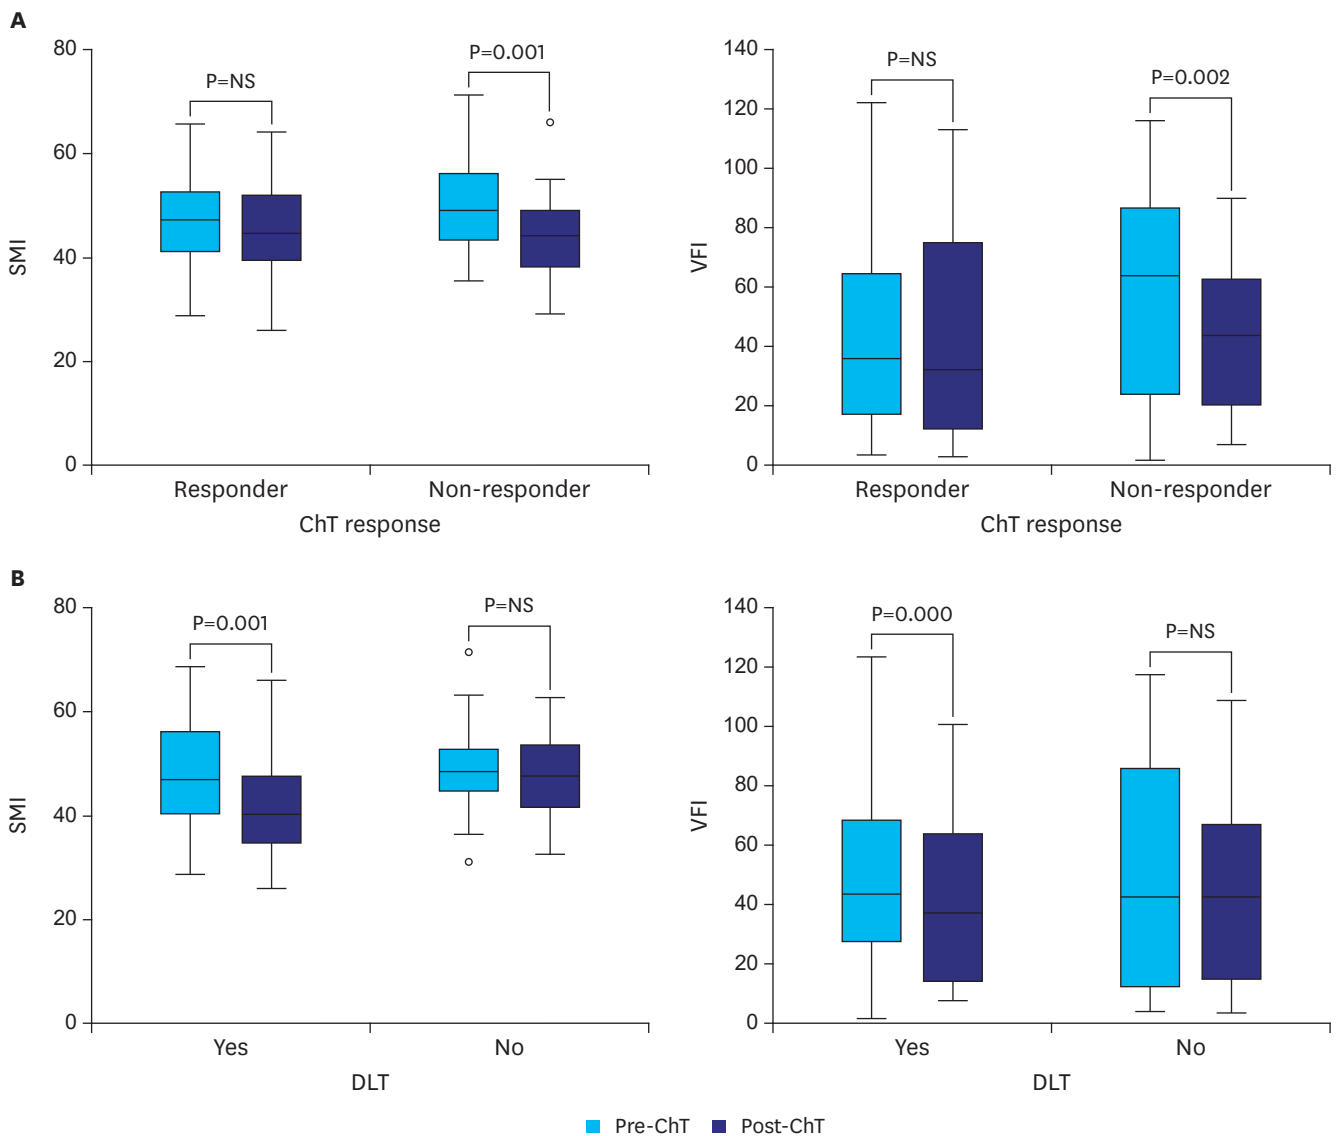 A
80
60
40
20
0
SMI
P=NS
P=0.001
Responder
Non-responder
ChT response
140
120
100
80
60
40
20
0
VFI
P=NS
P=0.002
Responder
Non-responder
ChT response
B
80
60
40
20
0
SMI
P=0.001
P=NS
Yes
No
DLT
140
120
100
80
60
40
20
0
VFI
P=0.000
P=NS
Yes
No
DLT
Pre-ChT
Post-ChT